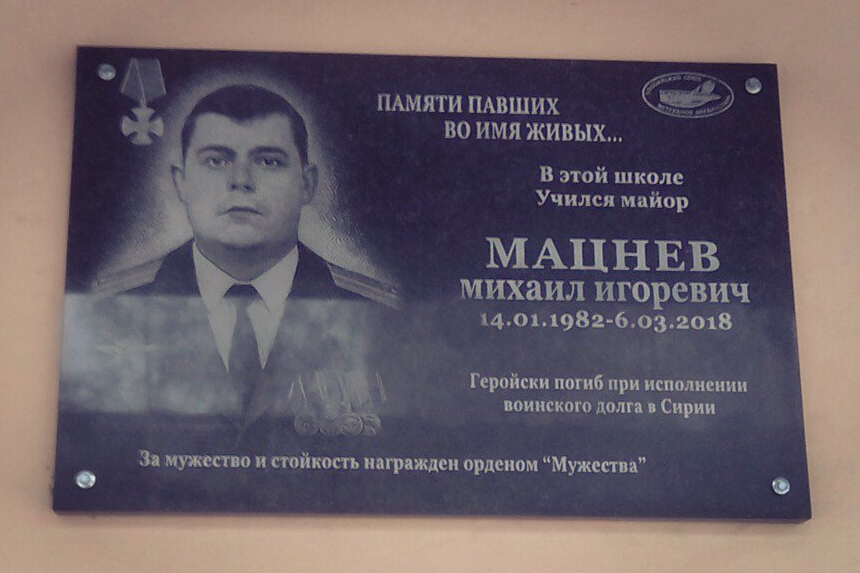 ПАМЯТИ ПАВШИХ
ВО ИМЯ ЖИВЫХ...
В этой школе
Учился майор
МАЦНЕВ
МИХАИЛ ИГОРЕВИЧ
14.01.1982-6.03.2018
Геройски погиб при исполнении
воинского долга в Сирии
За мужество и стойкость награжден орденом "Мужества"